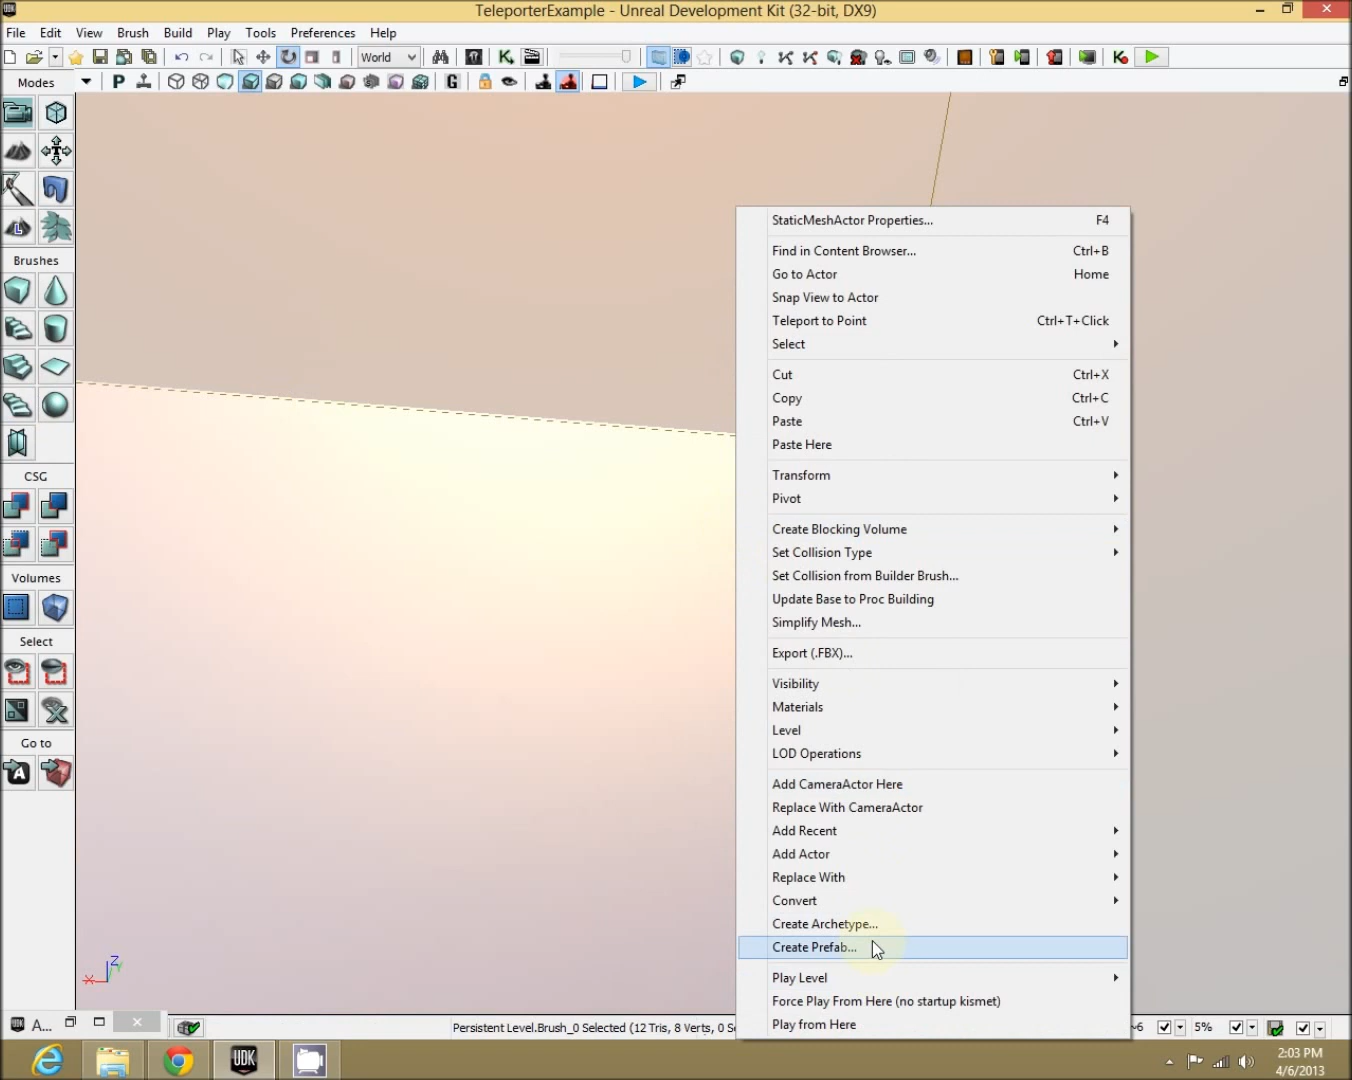 TeleporterExample - Unreal Development Kit (32-bit, DX9)
File Edit View Brush Build Play Tools Preferences Help
World
Modes
P
G
Brushes
CSG
Volumes
Select
Go to
StaticMeshActor Properties... F4
Find in Content Browser... Ctrl+B
Go to Actor Home
Snap View to Actor
Teleport to Point Ctrl+T+Click
Select
Cut Ctrl+X
Copy Ctrl+C
Paste Ctrl+V
Paste Here
Transform
Pivot
Create Blocking Volume
Set Collision Type
Set Collision from Builder Brush...
Update Base to Proc Building
Simplify Mesh...
Export (.FBX)...
Visibility
Materials
Level
LOD Operations
Add CameraActor Here
Replace With CameraActor
Add Recent
Add Actor
Replace With
Convert
Create Archetype...
Create Prefab...
Play Level
Force Play From Here (no startup kismet)
Play from Here
Z
X
A...
Persistent Level.Brush_0 Selected (12 Tris, 8 Verts, 0 S
5%
UDK
2:03 PM
4/6/2013